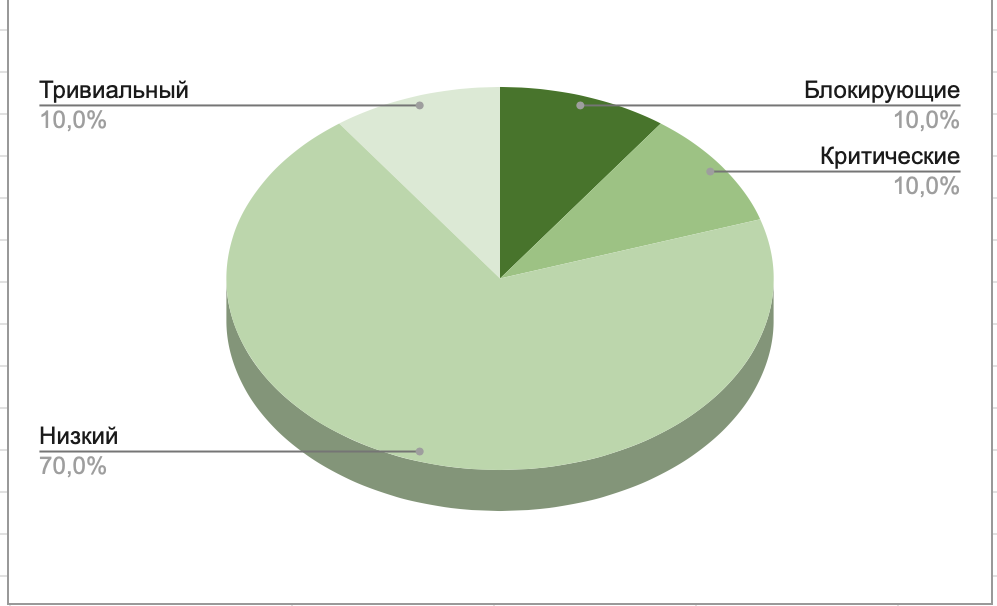 Тривиальный
10,0%
Блокирующие
10,0%
Критические
10,0%
Низкий
70,0%